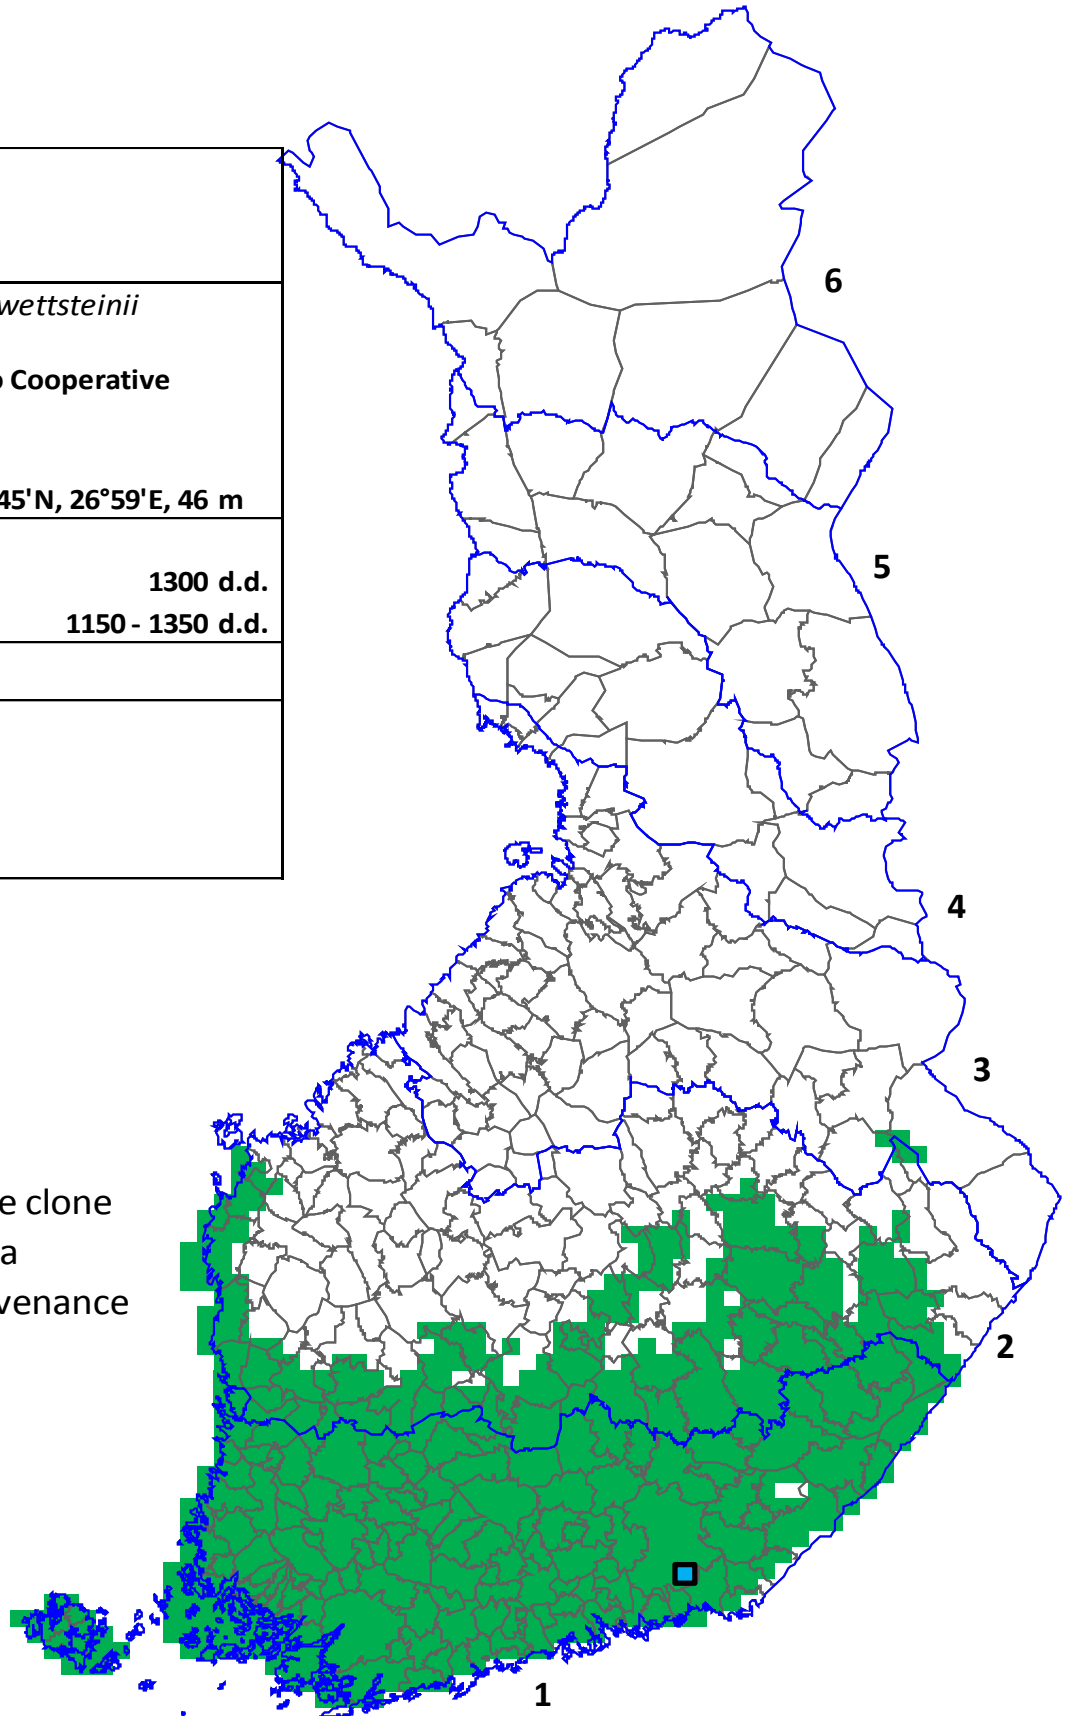 wettsteinii
Cooperative
45'N, 26°59'E, 46 m
1300 d.d.
1150 - 1350 d.d.
6
5
4
3
2
1
e clone
a
venance